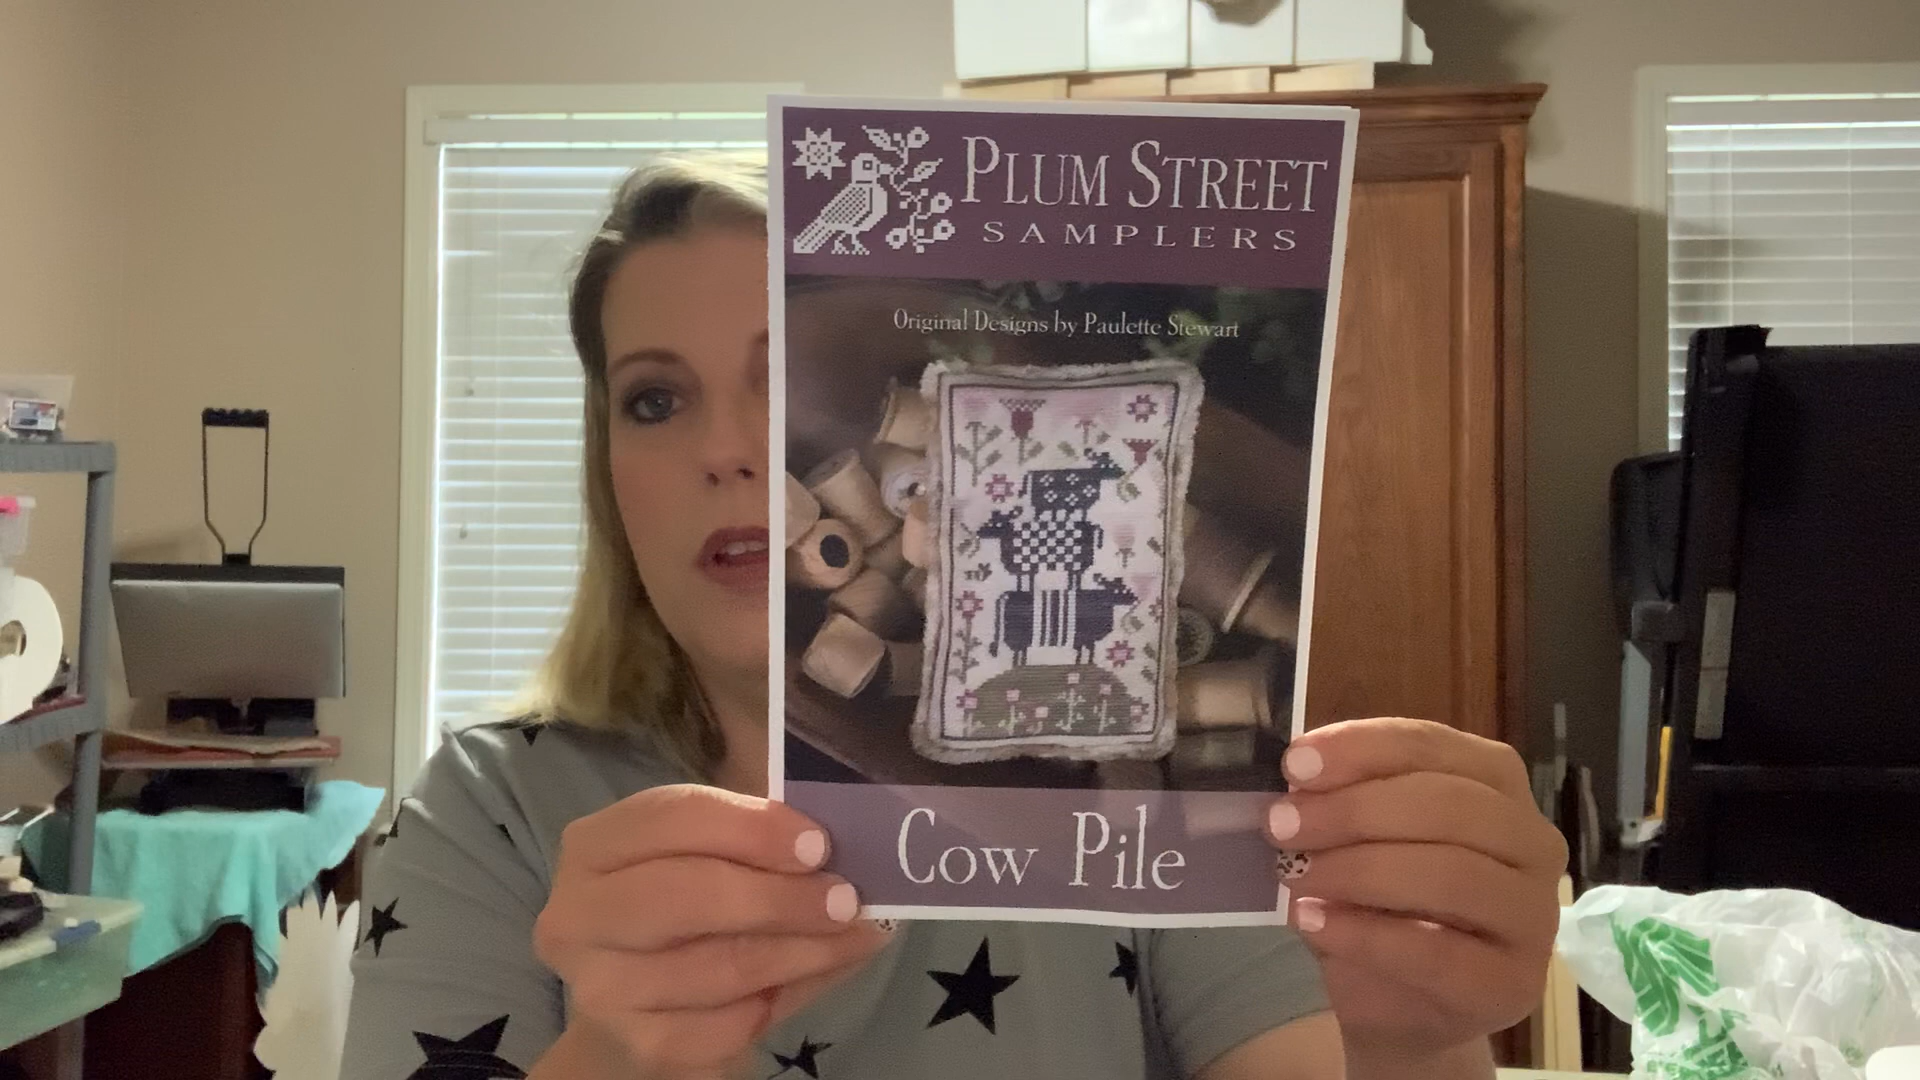 PLUM STREET
SAMPLERS
Original Designs by Paulette Stewart
Cow Pile